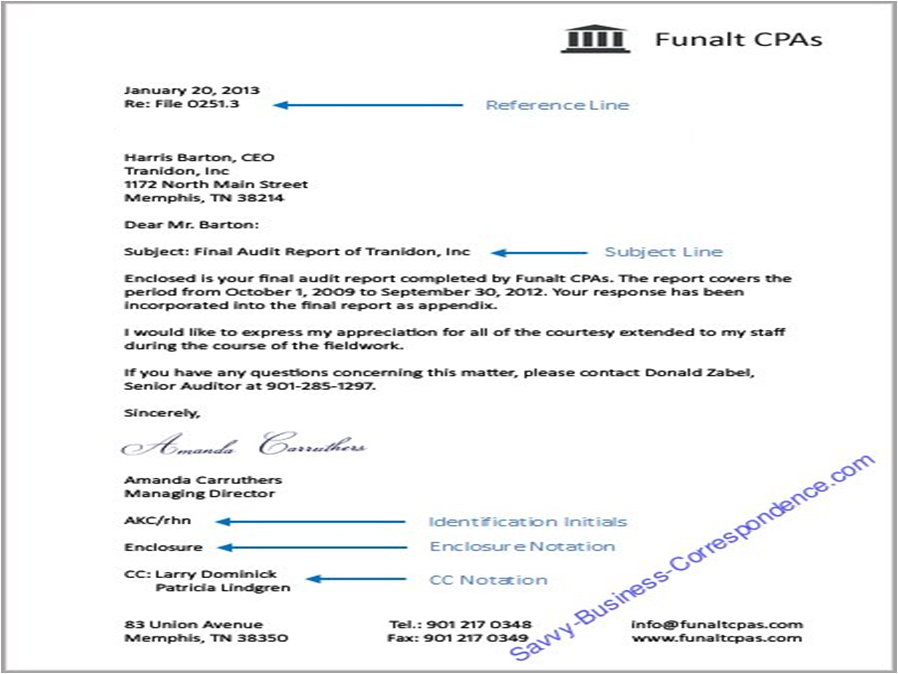 Funalt CPAs
January 20, 2013
Re: File 0251.3
Reference Line
Harris Barton, CEO
Tranidon, Inc
1172 North Main Street
Memphis, TN 38214
Dear Mr. Barton:
Subject: Final Audit Report of Tranidon, Inc
Subject Line
Enclosed is your final audit report completed by Funalt CPAs. The report covers the
period from October 1, 2009 to September 30, 2012. Your response has been
incorporated into the final report as appendix.
I would like to express my appreciation for all of the courtesy extended to my staff
during the course of the fieldwork.
If you have any questions concerning this matter, please contact Donald Zabel,
Senior Auditor at 901-285-1297.
Sincerely,
Amanda Carruthers
Amanda Carruthers
Managing Director
AKC/rhn
Identification Initials
Enclosure
Enclosure Notation
CC: Larry Dominick
Patricia Lindgren
CC Notation
83 Union Avenue
Memphis, TN 38350
Tel.: 901 217 0348
Fax: 901 217 0349
info@funaltcpas.com
www.funaltcpas.com
Savvy-Business-Correspondence.com